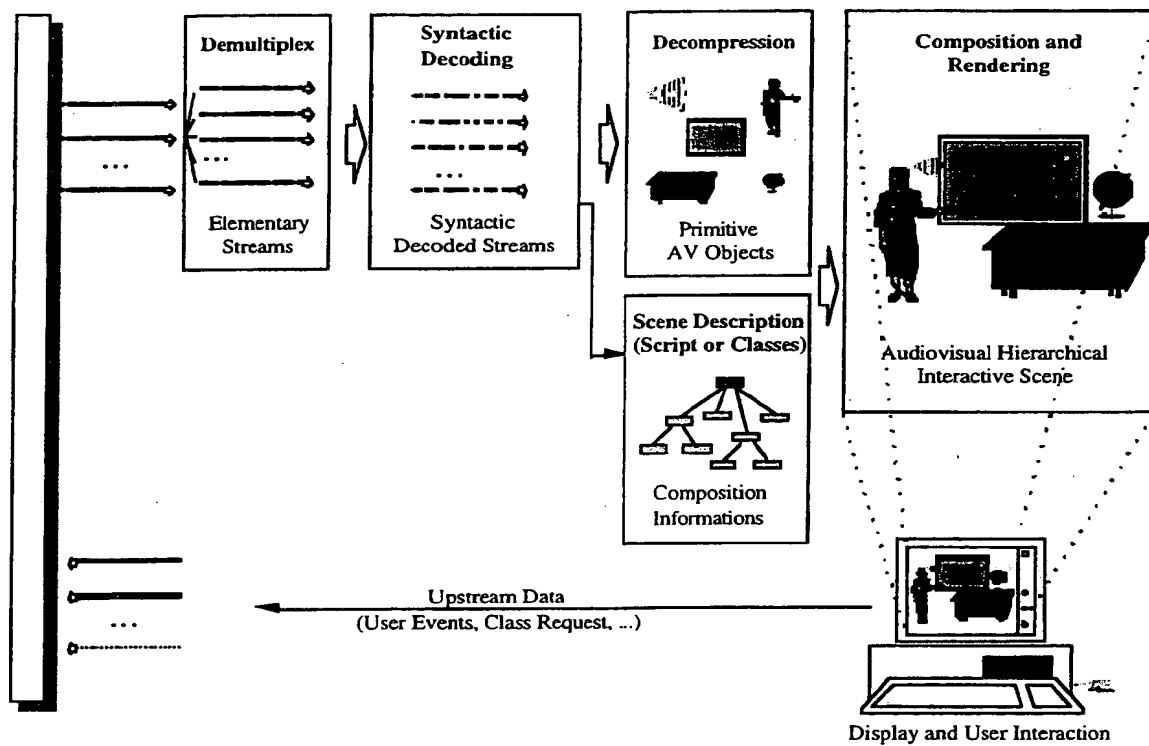 Demultiplex
...
...
Elementary
Streams
Syntactic
Decoding
...
Syntactic
Decoded Streams
Decompression
Primitive
AV Objects
Scene Description
(Script or Classes)
Composition
Informations
Composition and
Rendering
Audiovisual Hierarchical
Interactive Scene
...
Upstream Data
(User Events, Class Request, ...)
Display and User Interaction